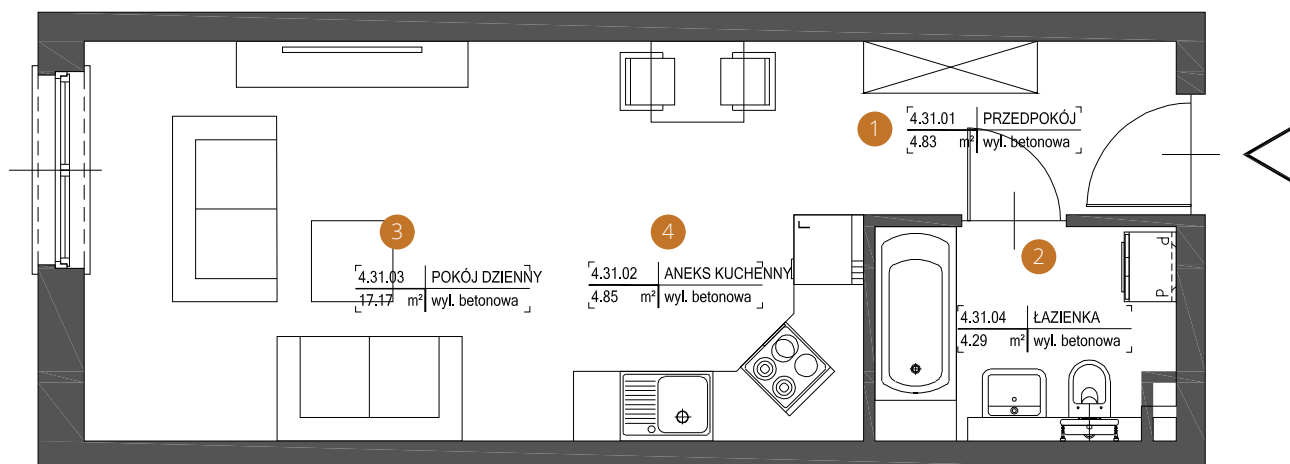 1
4.31.01 PRZEDPOKÓJ
4.83 m² wyl. betonowa
2
4.31.04 ŁAZIENKA
4.29 m² wyl. betonowa
3
4.31.03 POKÓJ DZIENNY
17.17 m² wyl. betonowa
4
4.31.02 ANEKS KUCHENNY
4.85 m² wyl. betonowa
L
P
P